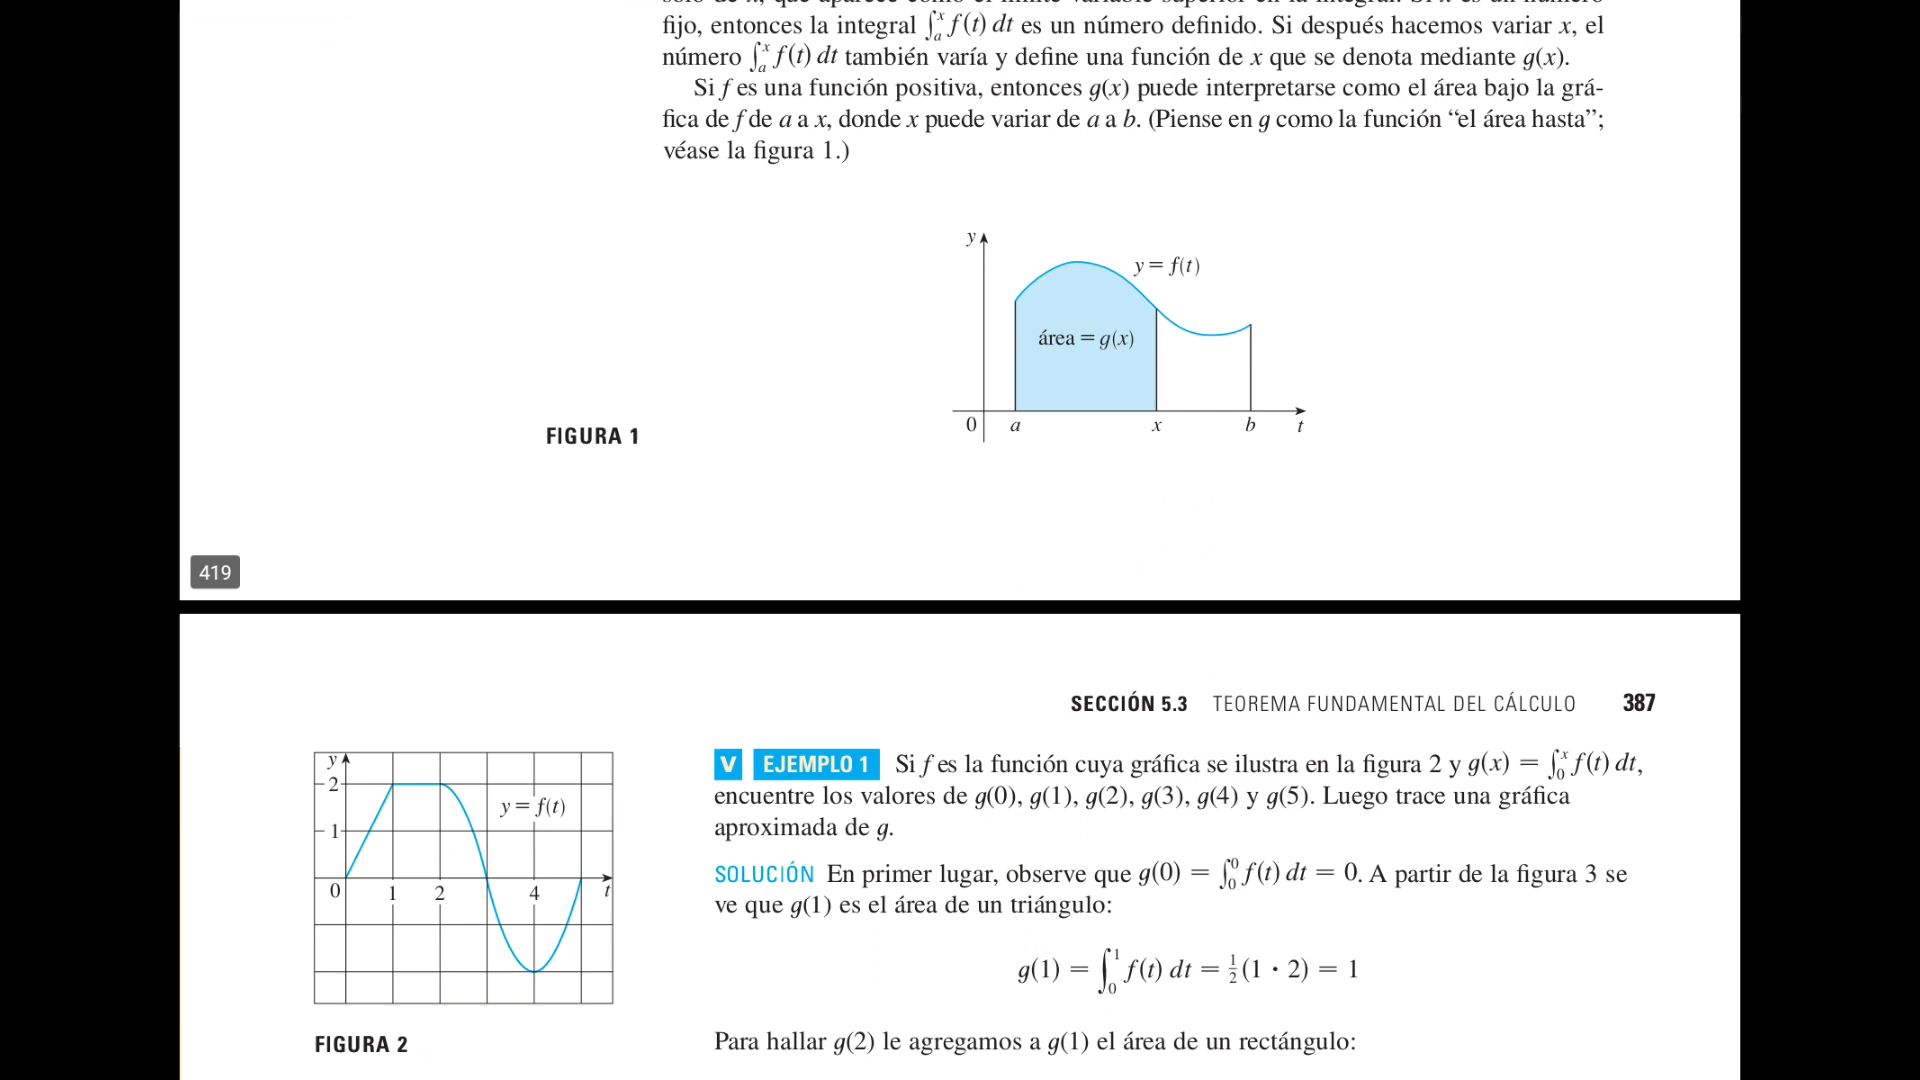 fijo, entonces la integral ∫ₐˣ f(t) dt es un número definido. Si después hacemos variar x, el
número ∫ₐˣ f(t) dt también varía y define una función de x que se denota mediante g(x).
Si f es una función positiva, entonces g(x) puede interpretarse como el área bajo la grá-
fica de f de a a x, donde x puede variar de a a b. (Piense en g como la función “el área hasta”;
véase la figura 1.)
y
y = f(t)
área = g(x)
0 a x b t
FIGURA 1
419
SECCIÓN 5.3 TEOREMA FUNDAMENTAL DEL CÁLCULO 387
V EJEMPLO 1 Si f es la función cuya gráfica se ilustra en la figura 2 y g(x) = ∫₀ˣ f(t) dt,
encuentre los valores de g(0), g(1), g(2), g(3), g(4) y g(5). Luego trace una gráfica
aproximada de g.
SOLUCIÓN En primer lugar, observe que g(0) = ∫₀⁰ f(t) dt = 0. A partir de la figura 3 se
ve que g(1) es el área de un triángulo:
g(1) = ∫₀¹ f(t) dt = ½(1 · 2) = 1
Para hallar g(2) le agregamos a g(1) el área de un rectángulo:
y
2
y = f(t)
1
0 1 2 4 t
FIGURA 2